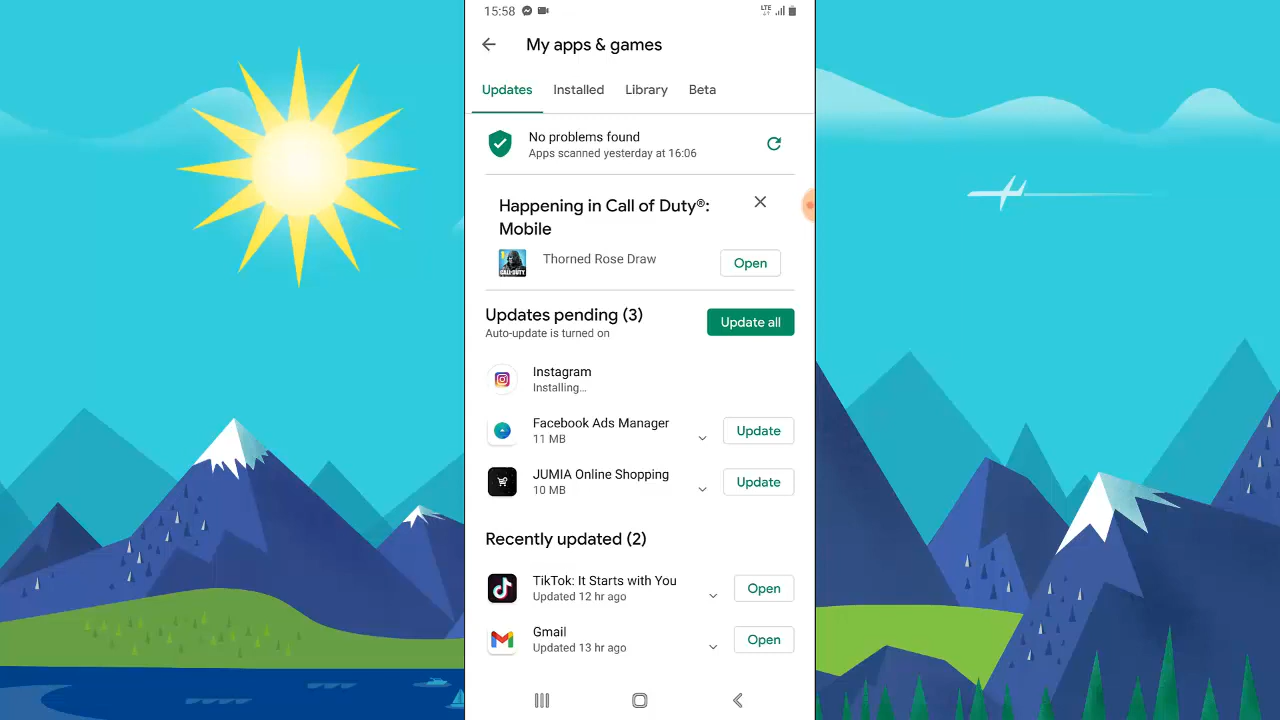 15:58
LTE
My apps & games
Updates Installed Library Beta
No problems found
Apps scanned yesterday at 16:06
Happening in Call of Duty®:
Mobile
Thorned Rose Draw
Open
Updates pending (3)
Auto-update is turned on
Update all
Instagram
Installing...
Facebook Ads Manager
11 MB
Update
JUMIA Online Shopping
10 MB
Update
Recently updated (2)
TikTok: It Starts with You
Updated 12 hr ago
Open
Gmail
Updated 13 hr ago
Open